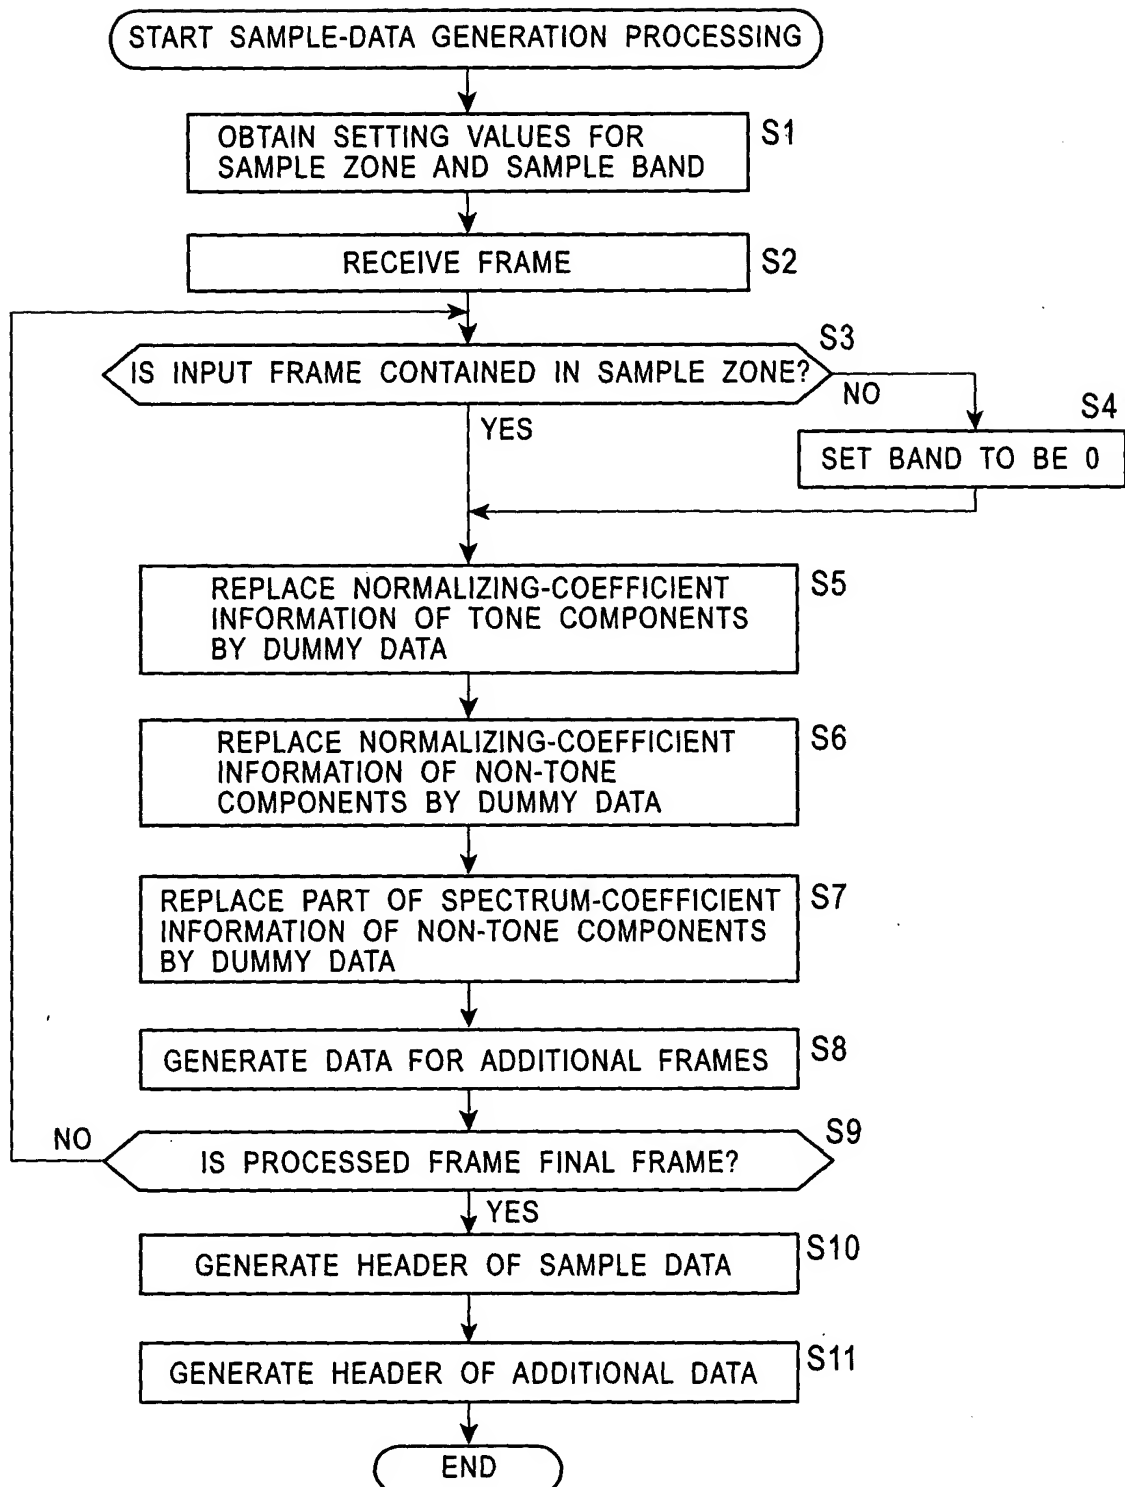 START SAMPLE-DATA GENERATION PROCESSING
OBTAIN SETTING VALUES FOR
SAMPLE ZONE AND SAMPLE BAND
S1
RECEIVE FRAME
S2
S3
IS INPUT FRAME CONTAINED IN SAMPLE ZONE?
NO
YES
S4
SET BAND TO BE 0
REPLACE NORMALIZING-COEFFICIENT
INFORMATION OF TONE COMPONENTS
BY DUMMY DATA
S5
REPLACE NORMALIZING-COEFFICIENT
INFORMATION OF NON-TONE
COMPONENTS BY DUMMY DATA
S6
REPLACE PART OF SPECTRUM-COEFFICIENT
INFORMATION OF NON-TONE COMPONENTS
BY DUMMY DATA
S7
GENERATE DATA FOR ADDITIONAL FRAMES
S8
NO
S9
IS PROCESSED FRAME FINAL FRAME?
YES
GENERATE HEADER OF SAMPLE DATA
S10
GENERATE HEADER OF ADDITIONAL DATA
S11
END